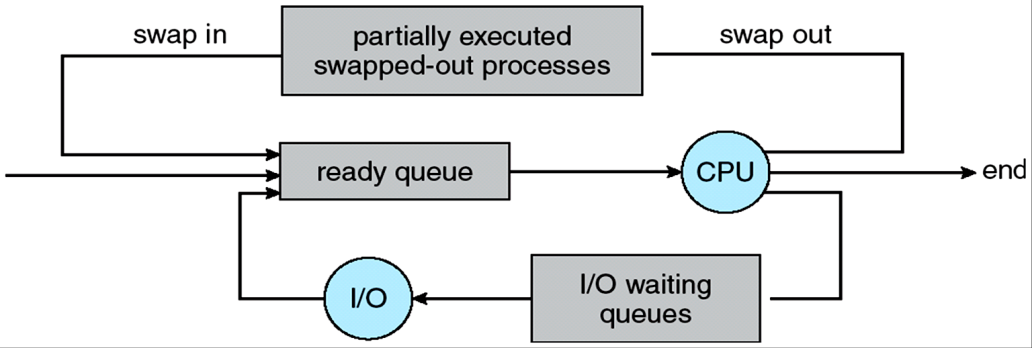 swap in
partially executed
swapped-out processes
swap out
ready queue
CPU
end
I/O
I/O waiting
queues